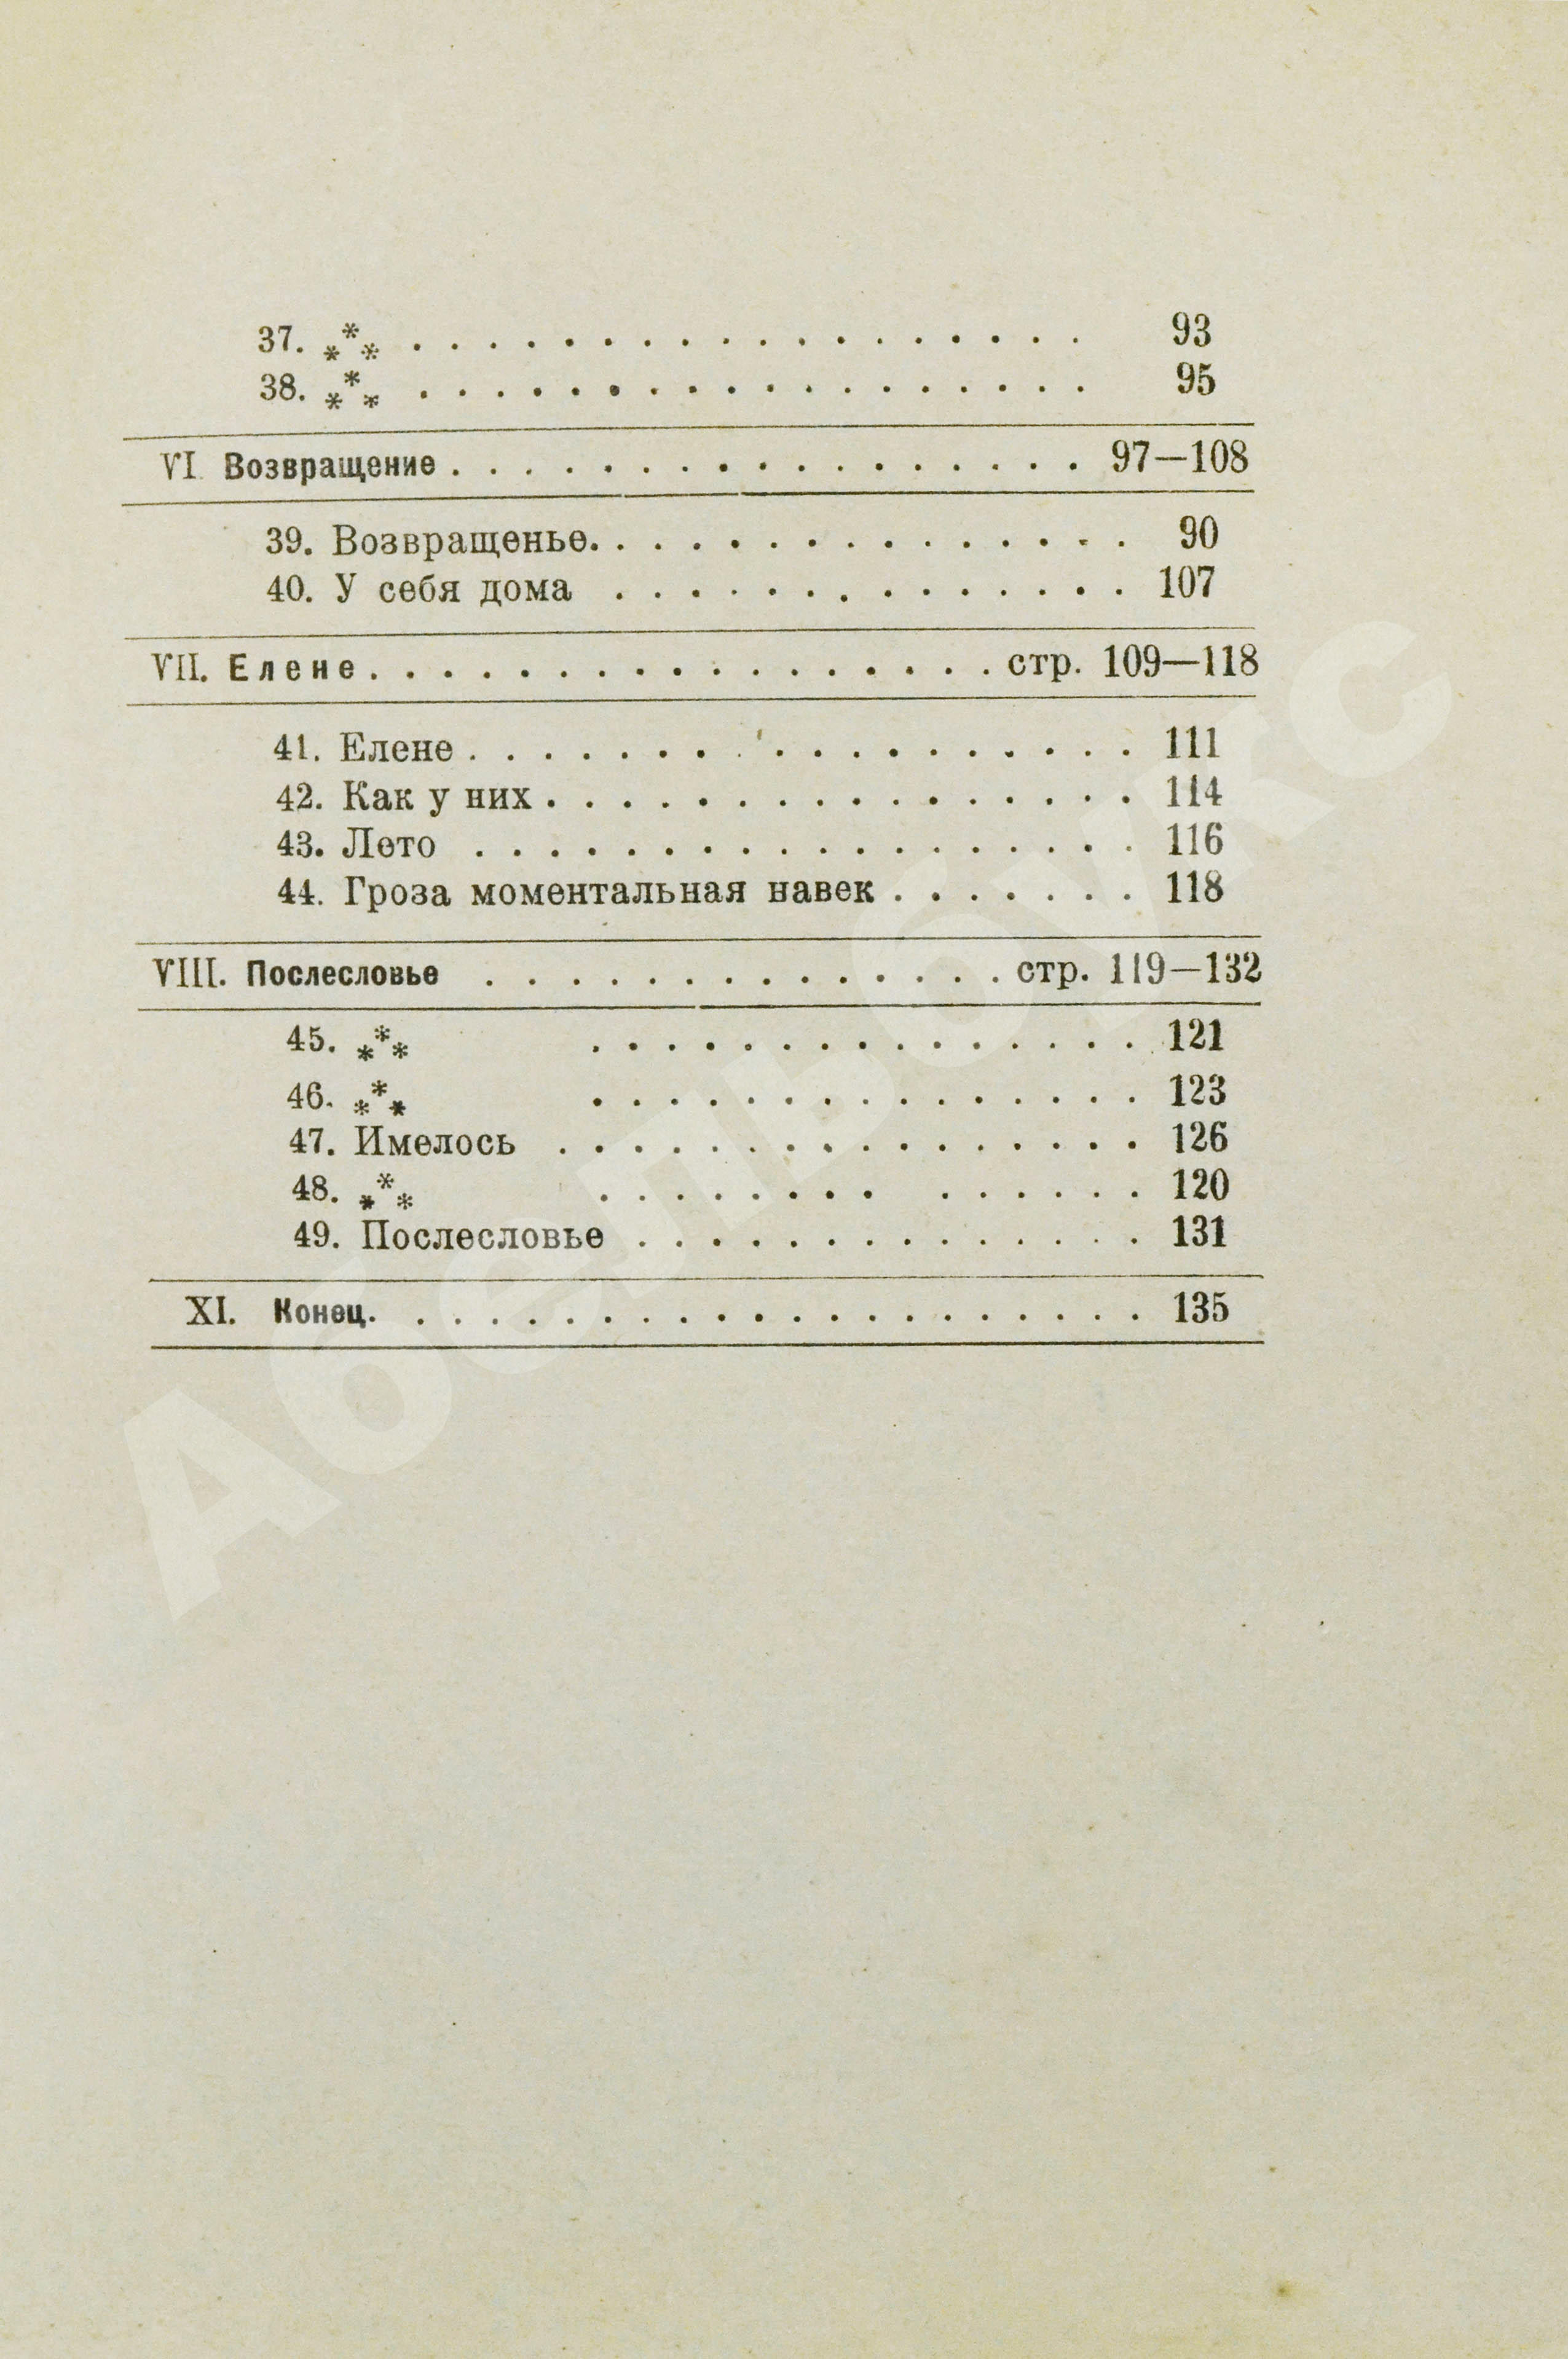 37. *** . . . . . . . . . . . . . . . . . . 93
38. *** . . . . . . . . . . . . . . . . . . 95
VI. Возвращение . . . . . . . . . . . . . . . . . 97—108
39. Возвращенье. . . . . . . . . . . . . . . 90
40. У себя дома . . . . . . . . . . . . . . 107
VII. Елене. . . . . . . . . . . . . . . . . стр. 109—118
41. Елене . . . . . . . . . . . . . . . . . . 111
42. Как у них . . . . . . . . . . . . . . . . 114
43. Лето . . . . . . . . . . . . . . . . . . 116
44. Гроза моментальная навек . . . . . . . 118
VIII. Послесловье . . . . . . . . . . . . . . стр. 119—132
45. *** . . . . . . . . . . . . . . . 121
46. *** . . . . . . . . . . . . . . . 123
47. Имелось . . . . . . . . . . . . . . . . 126
48. *** . . . . . . . . . . . . . . 120
49. Послесловье . . . . . . . . . . . . . . 131
XI. Конец. . . . . . . . . . . . . . . . . . . . . 135